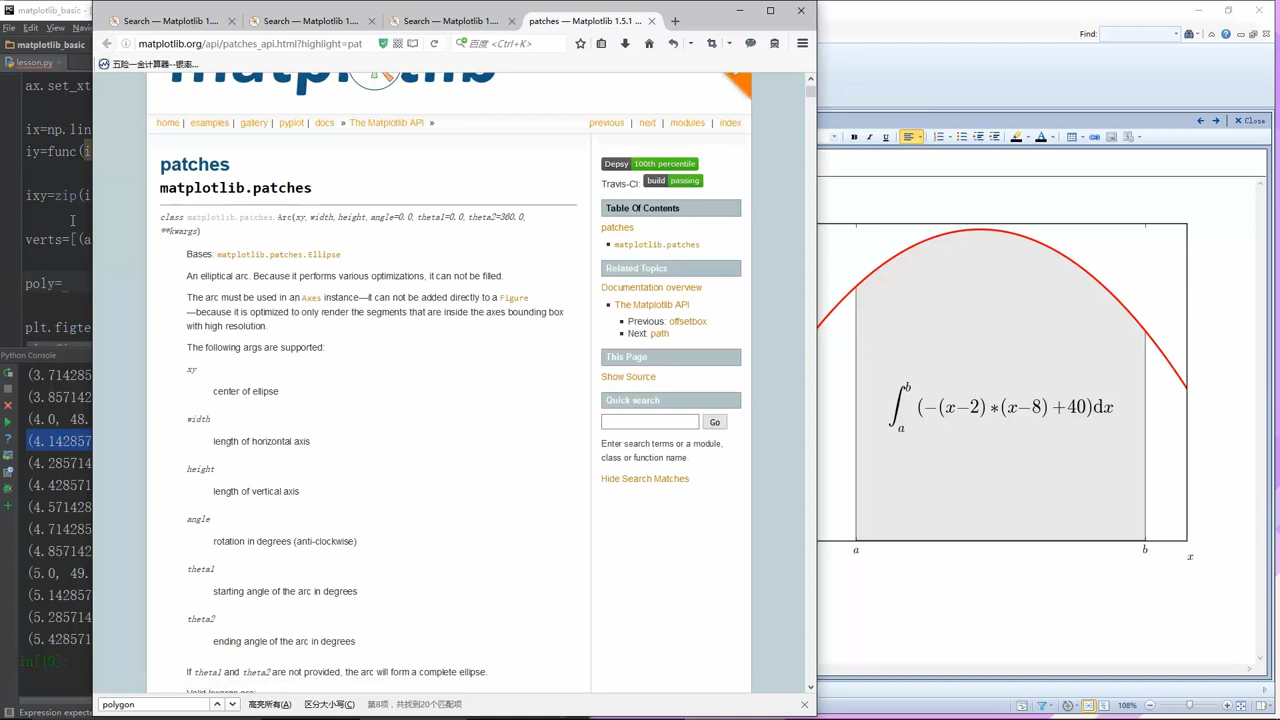 matplotlib_basic
File Edit Vi
matplotlib_basic
lesson.py
ax.set_xt
ix=np.lin
iy=func(i
ixy=zip(i
verts=[(a
poly=
plt.figte
Python Console
(3.714285
(3.857142
(4.0, 48.
(4.142857
(4.285714
(4.428571
(4.571428
(4.714285
(4.857142
(5.0, 49.
(5.142857
(5.285714
(5.428571
In[19]:
Expression expecte
Search — Matplotlib 1....
Search — Matplotlib 1....
Search — Matplotlib 1....
patches — Matplotlib 1.5.1 ...
matplotlib.org/api/patches_api.html?highlight=pat
百度 <Ctrl+K>
五险一金计算器--银率...
matplotlib
home | examples | gallery | pyplot | docs » The Matplotlib API »
previous | next | modules | index
patches
matplotlib.patches
class matplotlib.patches.Arc(xy, width, height, angle=0.0, theta1=0.0, theta2=360.0,
**kwargs)
Bases: matplotlib.patches.Ellipse
An elliptical arc. Because it performs various optimizations, it can not be filled.
The arc must be used in an Axes instance—it can not be added directly to a Figure
—because it is optimized to only render the segments that are inside the axes bounding box
with high resolution.
The following args are supported:
xy
center of ellipse
width
length of horizontal axis
height
length of vertical axis
angle
rotation in degrees (anti-clockwise)
theta1
starting angle of the arc in degrees
theta2
ending angle of the arc in degrees
If theta1 and theta2 are not provided, the arc will form a complete ellipse.
Valid kwargs are:
Depsy 100th percentile
Travis-CI: build passing
Table Of Contents
patches
matplotlib.patches
Related Topics
Documentation overview
The Matplotlib API
Previous: offsetbox
Next: path
This Page
Show Source
Quick search
Go
Enter search terms or a module,
class or function name.
Hide Search Matches
polygon
高亮所有(A)
区分大小写(C)
第8项，共找到20个匹配项
Find:
B I U
Close
∫ₐᵇ (−(x−2)∗(x−8)+40)dx
a
b
x
108%